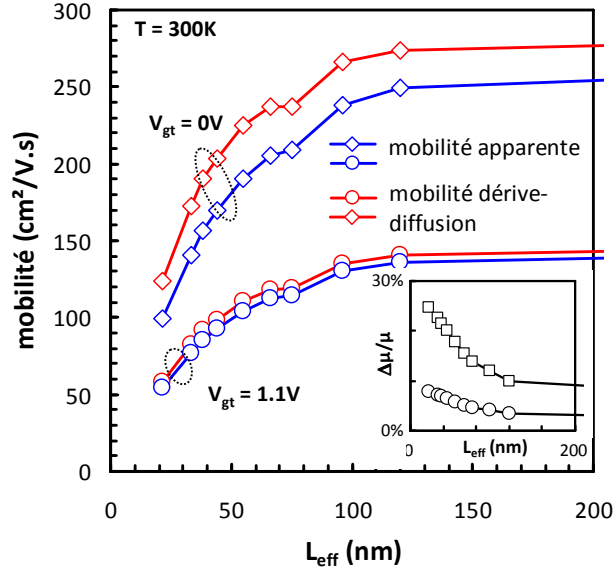 300
250
200
150
100
50
0
mobilité (cm²/V.s)
T = 300K
V_gt = 0V
mobilité apparente
mobilité dérive-
diffusion
V_gt = 1.1V
30%
0%
Δμ/μ
0
200
L_eff (nm)
0
50
100
150
200
L_eff (nm)